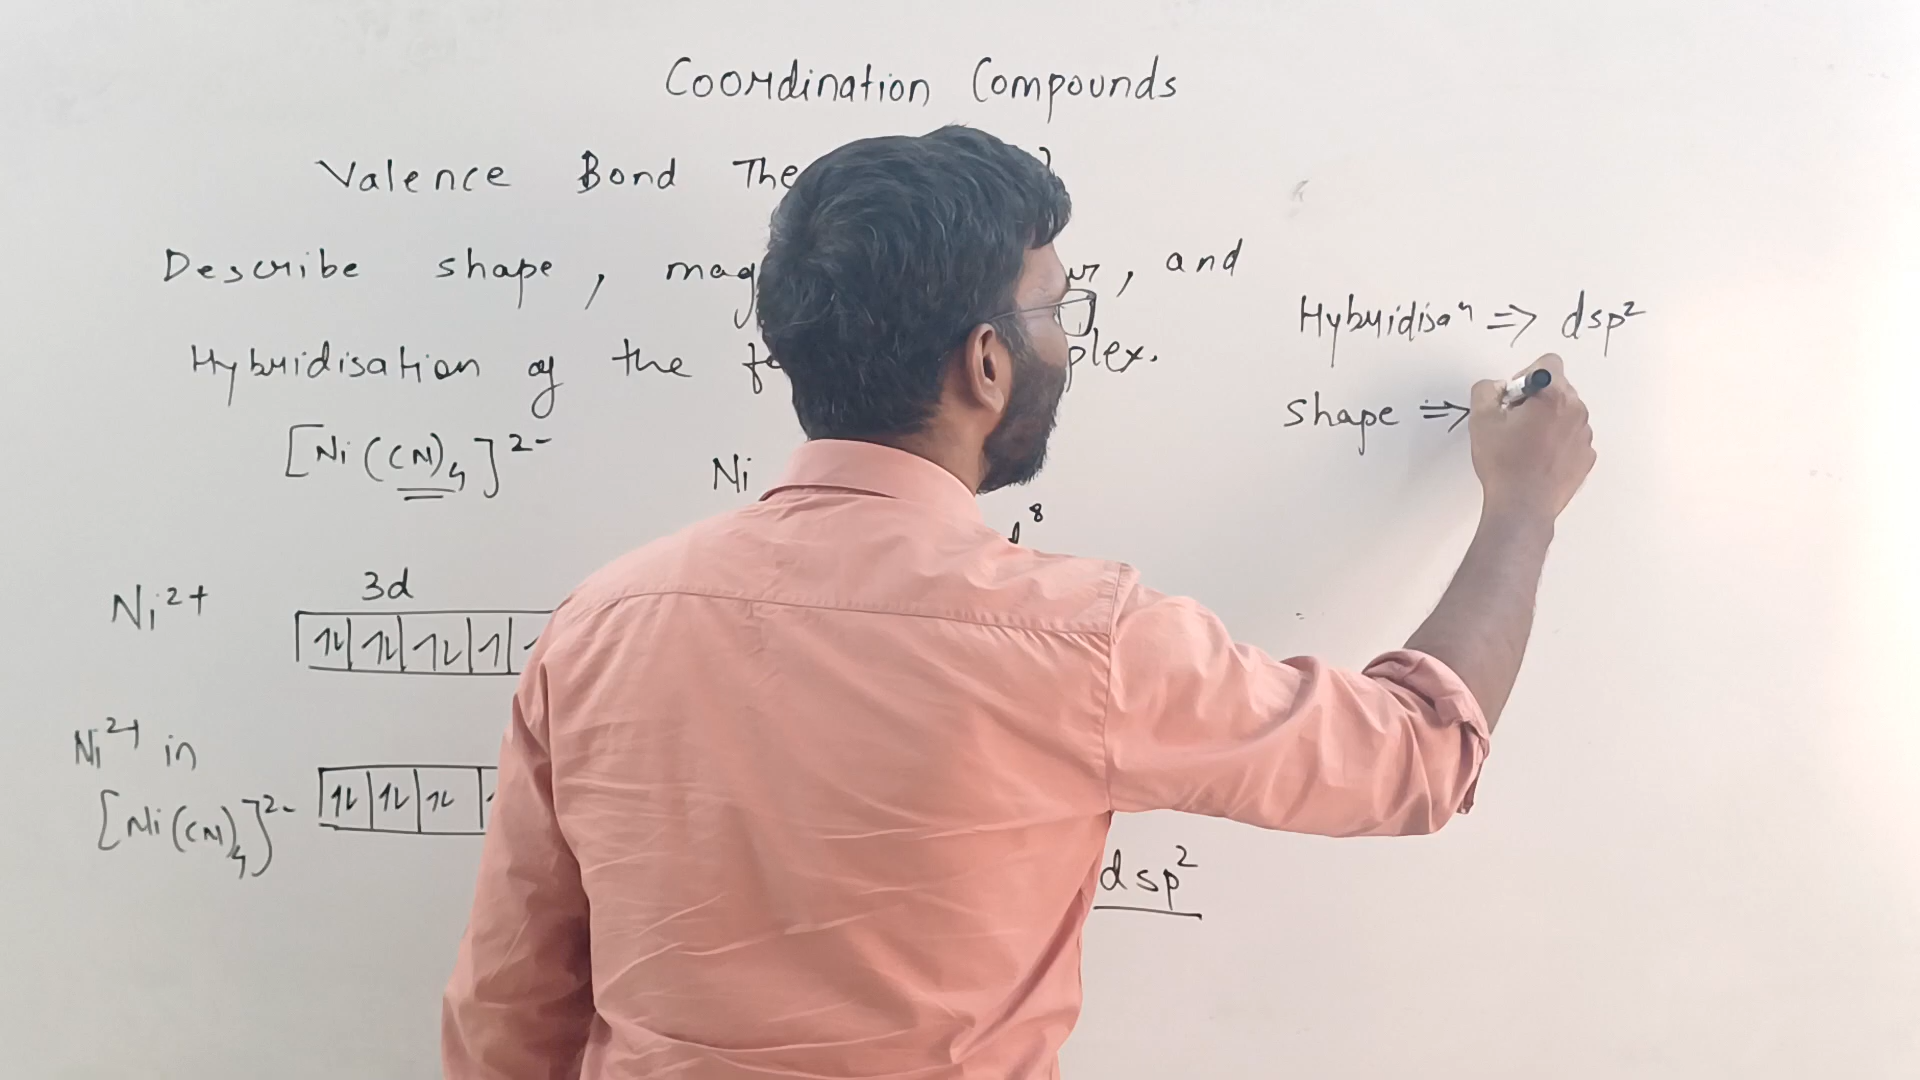 Coordination Compounds
Valence Bond The
Describe shape, mag , and
Hybridisation of the plex.
Hybridisaⁿ ⇒ dsp²
Shape ⇒
[Ni(CN)₄]²⁻
Ni
8
Ni²⁺
3d
⥮ ⥮ ⥮ ↿
Ni²⁺ in
[Ni(CN)₄]²⁻
⥮ ⥮ ⥮
dsp²